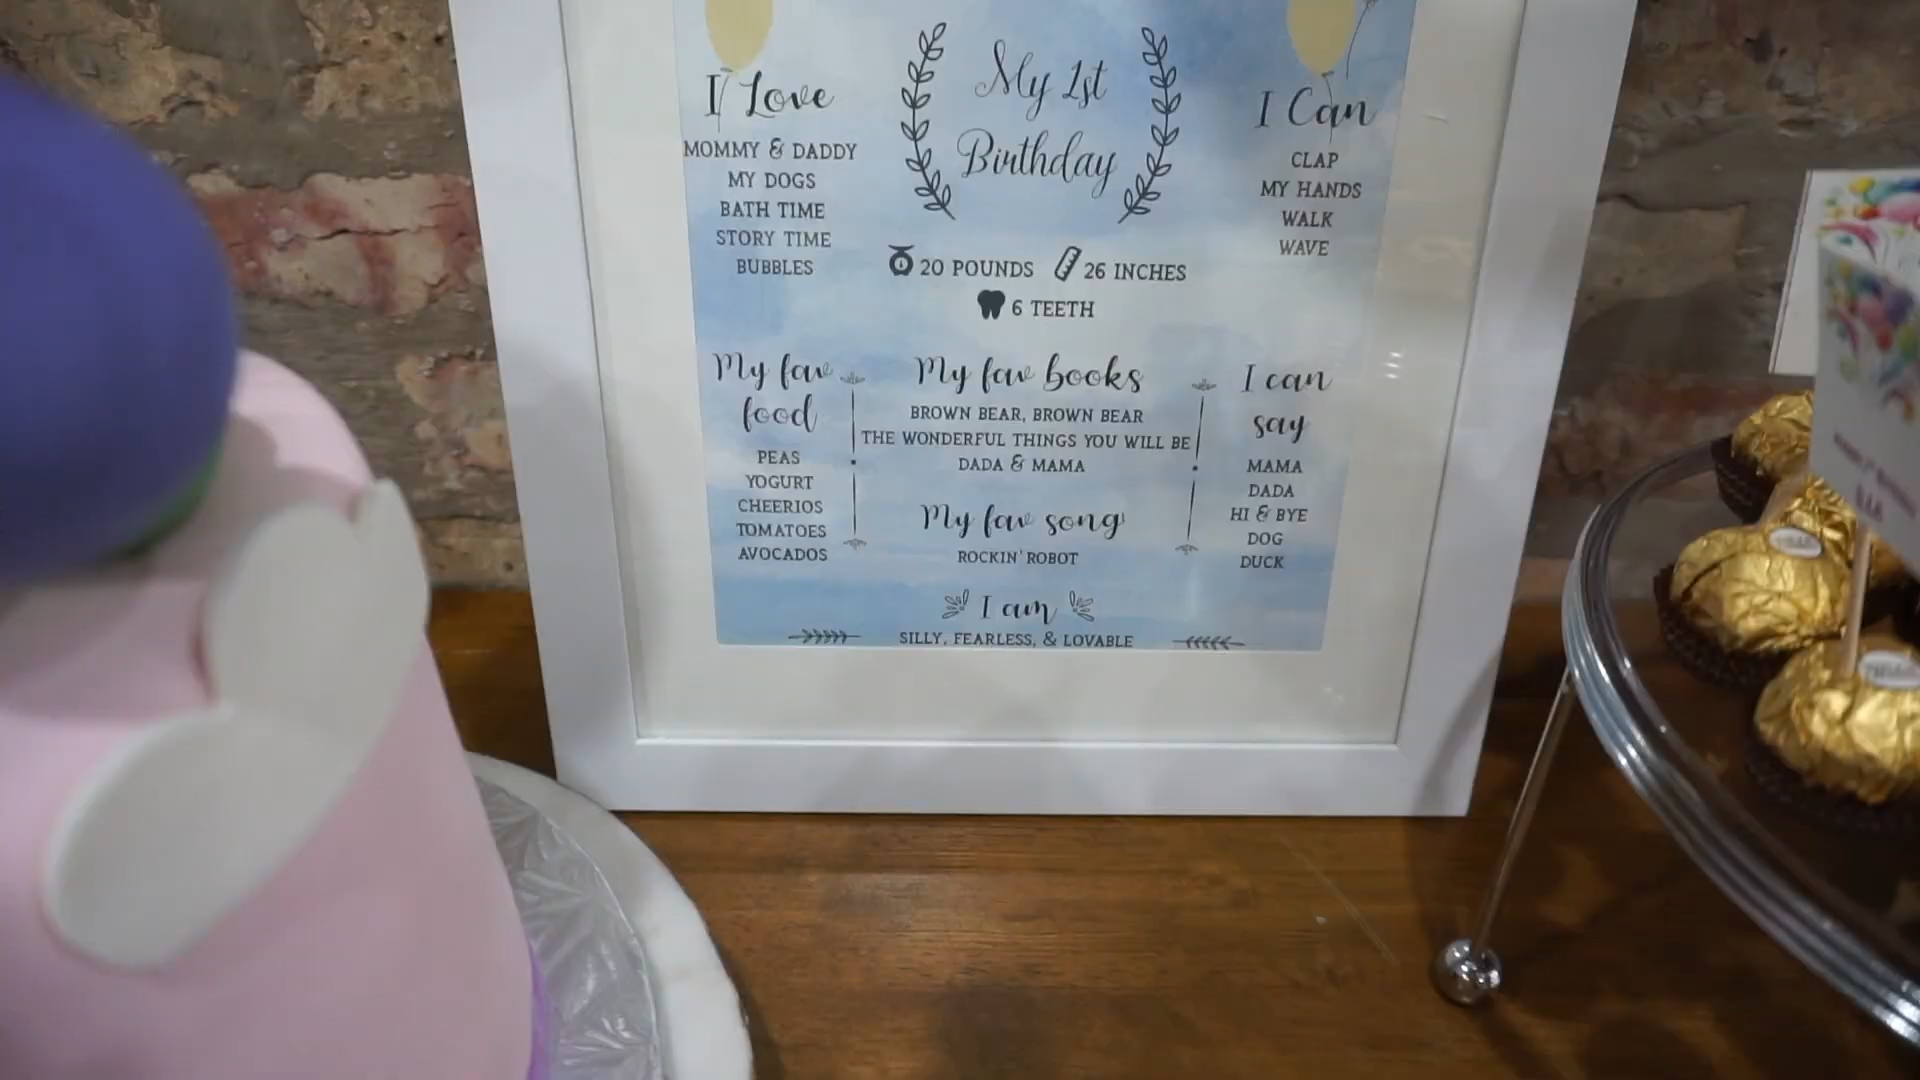 My 1st
Birthday
I Love
MOMMY & DADDY
MY DOGS
BATH TIME
STORY TIME
BUBBLES
I Can
CLAP
MY HANDS
WALK
WAVE
20 POUNDS 26 INCHES
6 TEETH
My fav
food
PEAS
YOGURT
CHEERIOS
TOMATOES
AVOCADOS
My fav books
BROWN BEAR, BROWN BEAR
THE WONDERFUL THINGS YOU WILL BE
DADA & MAMA
My fav song
ROCKIN' ROBOT
I can
say
MAMA
DADA
HI & BYE
DOG
DUCK
I am
SILLY, FEARLESS, & LOVABLE